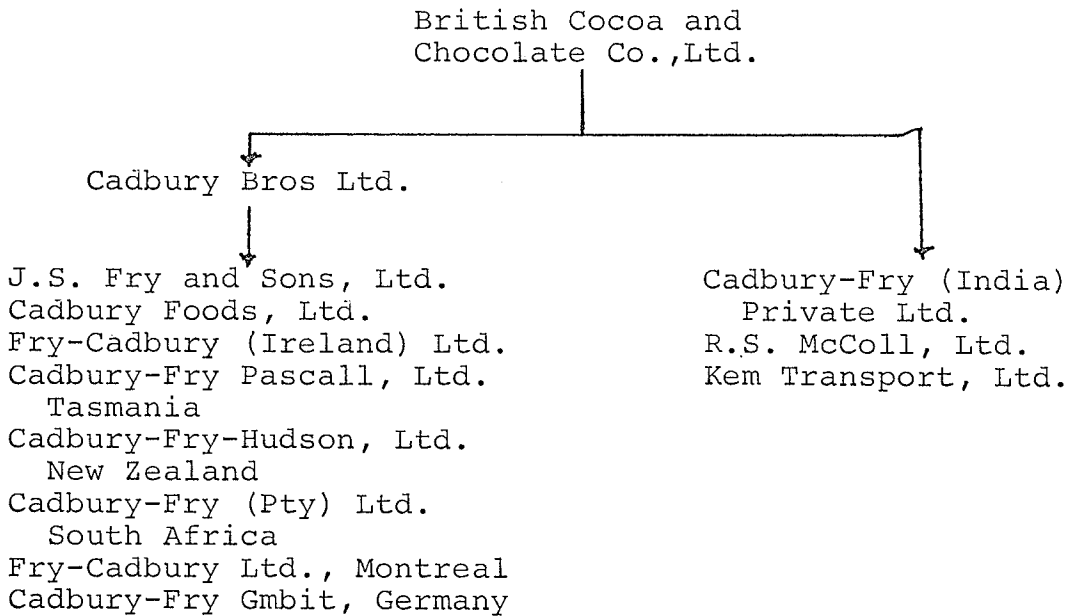 British Cocoa and
Chocolate Co.,Ltd.
Cadbury Bros Ltd.
J.S. Fry and Sons, Ltd.
Cadbury Foods, Ltd.
Fry-Cadbury (Ireland) Ltd.
Cadbury-Fry Pascall, Ltd.
Tasmania
Cadbury-Fry-Hudson, Ltd.
New Zealand
Cadbury-Fry (Pty) Ltd.
South Africa
Fry-Cadbury Ltd., Montreal
Cadbury-Fry Gmbit, Germany
Cadbury-Fry (India)
Private Ltd.
R.S. McColl, Ltd.
Kem Transport, Ltd.